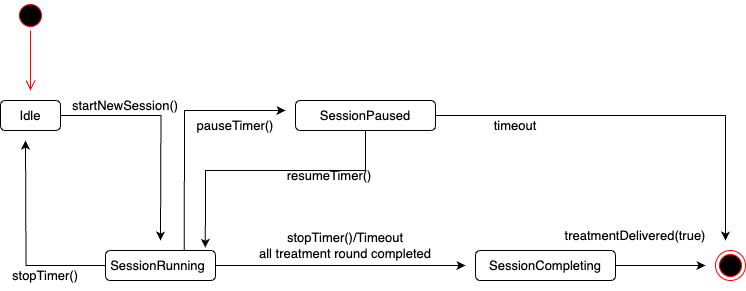 startNewSession()
Idle
SessionPaused
pauseTimer()
timeout
resumeTimer()
stopTimer()/Timeout
all treatment round completed
treatmentDelivered(true)
stopTimer()
SessionRunning
SessionCompleting